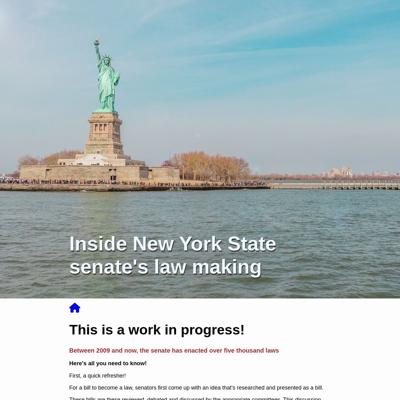 Inside New York State
senate's law making
This is a work in progress!
Between 2009 and now, the senate has enacted over five thousand laws
Here's all you need to know!
First, a quick refresher!
For a bill to become a law, senators first come up with an idea that's researched and presented as a bill.
These bills are these reviewed, debated and discussed by the appropriate committees. This discussion